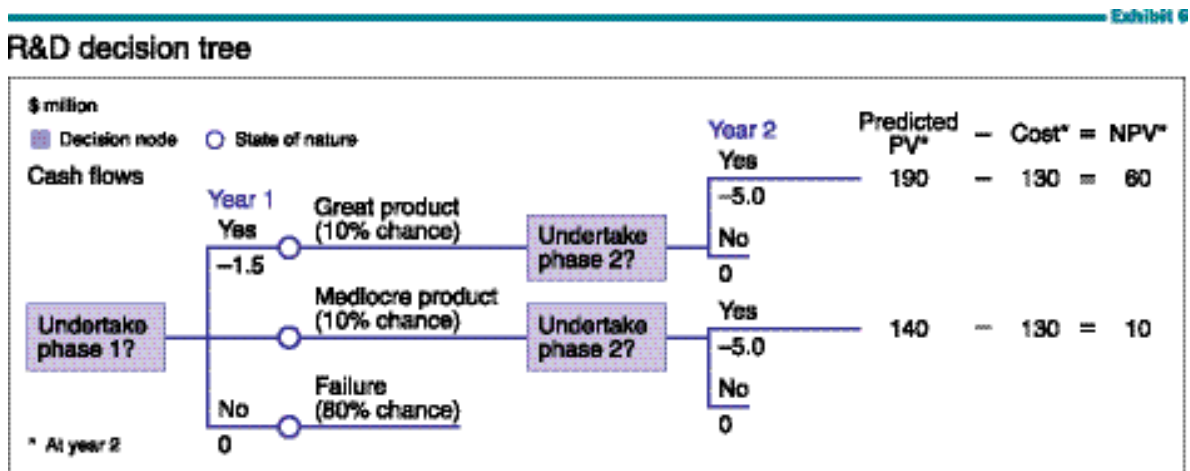 Exhibit 6
R&D decision tree
$ million
Decision node
State of nature
Cash flows
Year 1
Yes
–1.5
No
0
Undertake
phase 1?
Great product
(10% chance)
Mediocre product
(10% chance)
Failure
(80% chance)
Undertake
phase 2?
Undertake
phase 2?
Year 2
Yes
–5.0
No
0
Yes
–5.0
No
0
Predicted
PV* – Cost* = NPV*
190 – 130 = 60
140 – 130 = 10
* At year 2